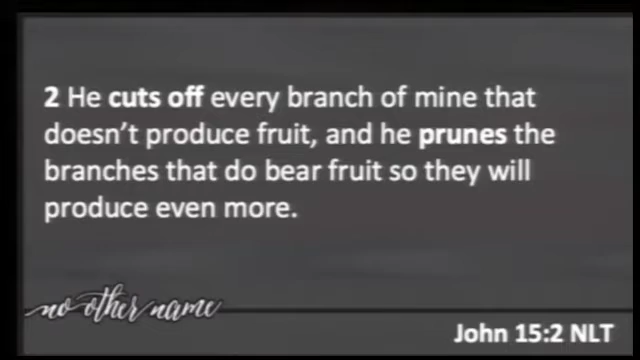 2 He cuts off every branch of mine that
doesn't produce fruit, and he prunes the
branches that do bear fruit so they will
produce even more.
no other name
John 15:2 NLT